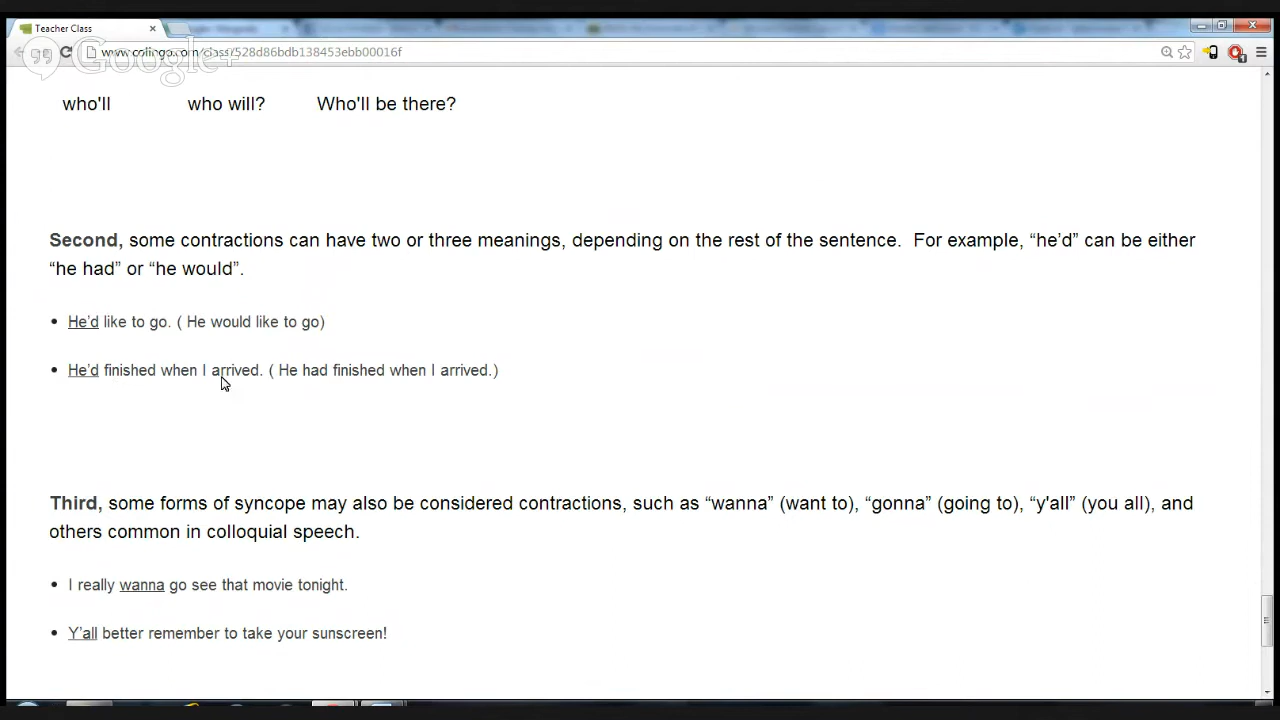 Teacher Class
www.colingo.com/class/528d86bdb138453ebb00016f
Google+
who'll who will? Who'll be there?
Second, some contractions can have two or three meanings, depending on the rest of the sentence. For example, “he’d” can be either
“he had” or “he would”.
• He’d like to go. ( He would like to go)
• He’d finished when I arrived. ( He had finished when I arrived.)
Third, some forms of syncope may also be considered contractions, such as “wanna” (want to), “gonna” (going to), “y'all” (you all), and
others common in colloquial speech.
• I really wanna go see that movie tonight.
• Y’all better remember to take your sunscreen!